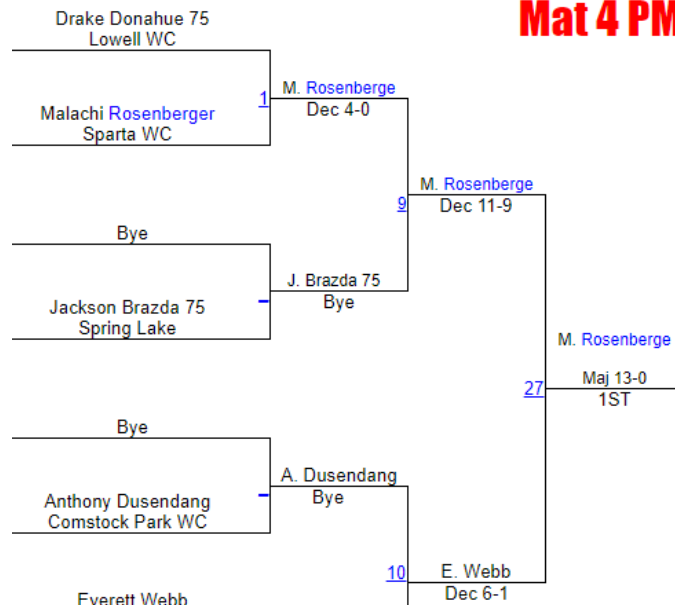 Mat 4 PM
Drake Donahue 75
Lowell WC
1
M. Rosenberge
Dec 4-0
Malachi Rosenberger
Sparta WC
9
M. Rosenberge
Dec 11-9
Bye
J. Brazda 75
Bye
Jackson Brazda 75
Spring Lake
M. Rosenberge
27
Maj 13-0
1ST
Bye
A. Dusendang
Bye
Anthony Dusendang
Comstock Park WC
10
E. Webb
Dec 6-1
Everett Webb